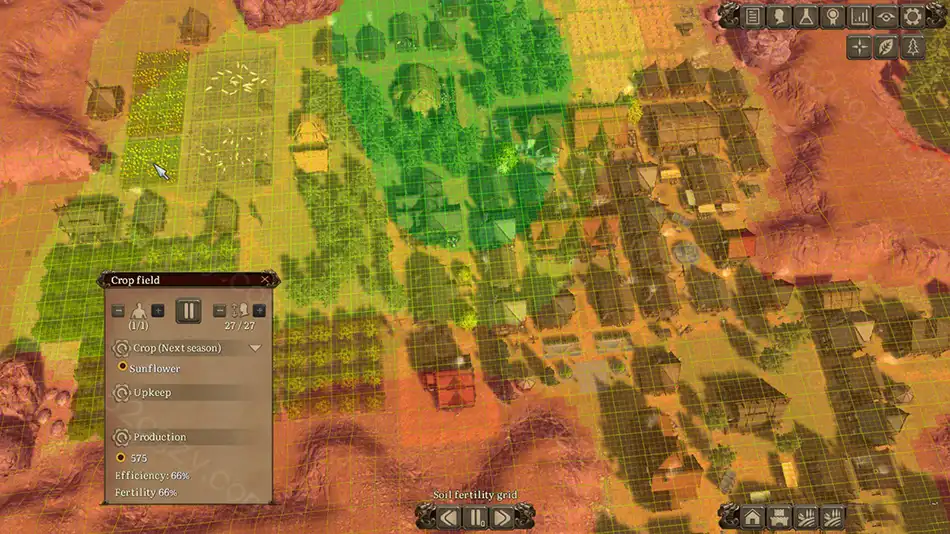 Crop field
(1/1)
27 / 27
Crop (Next season)
Sunflower
Upkeep
Production
575
Efficiency: 66%
Fertility 66%
Soil fertility grid